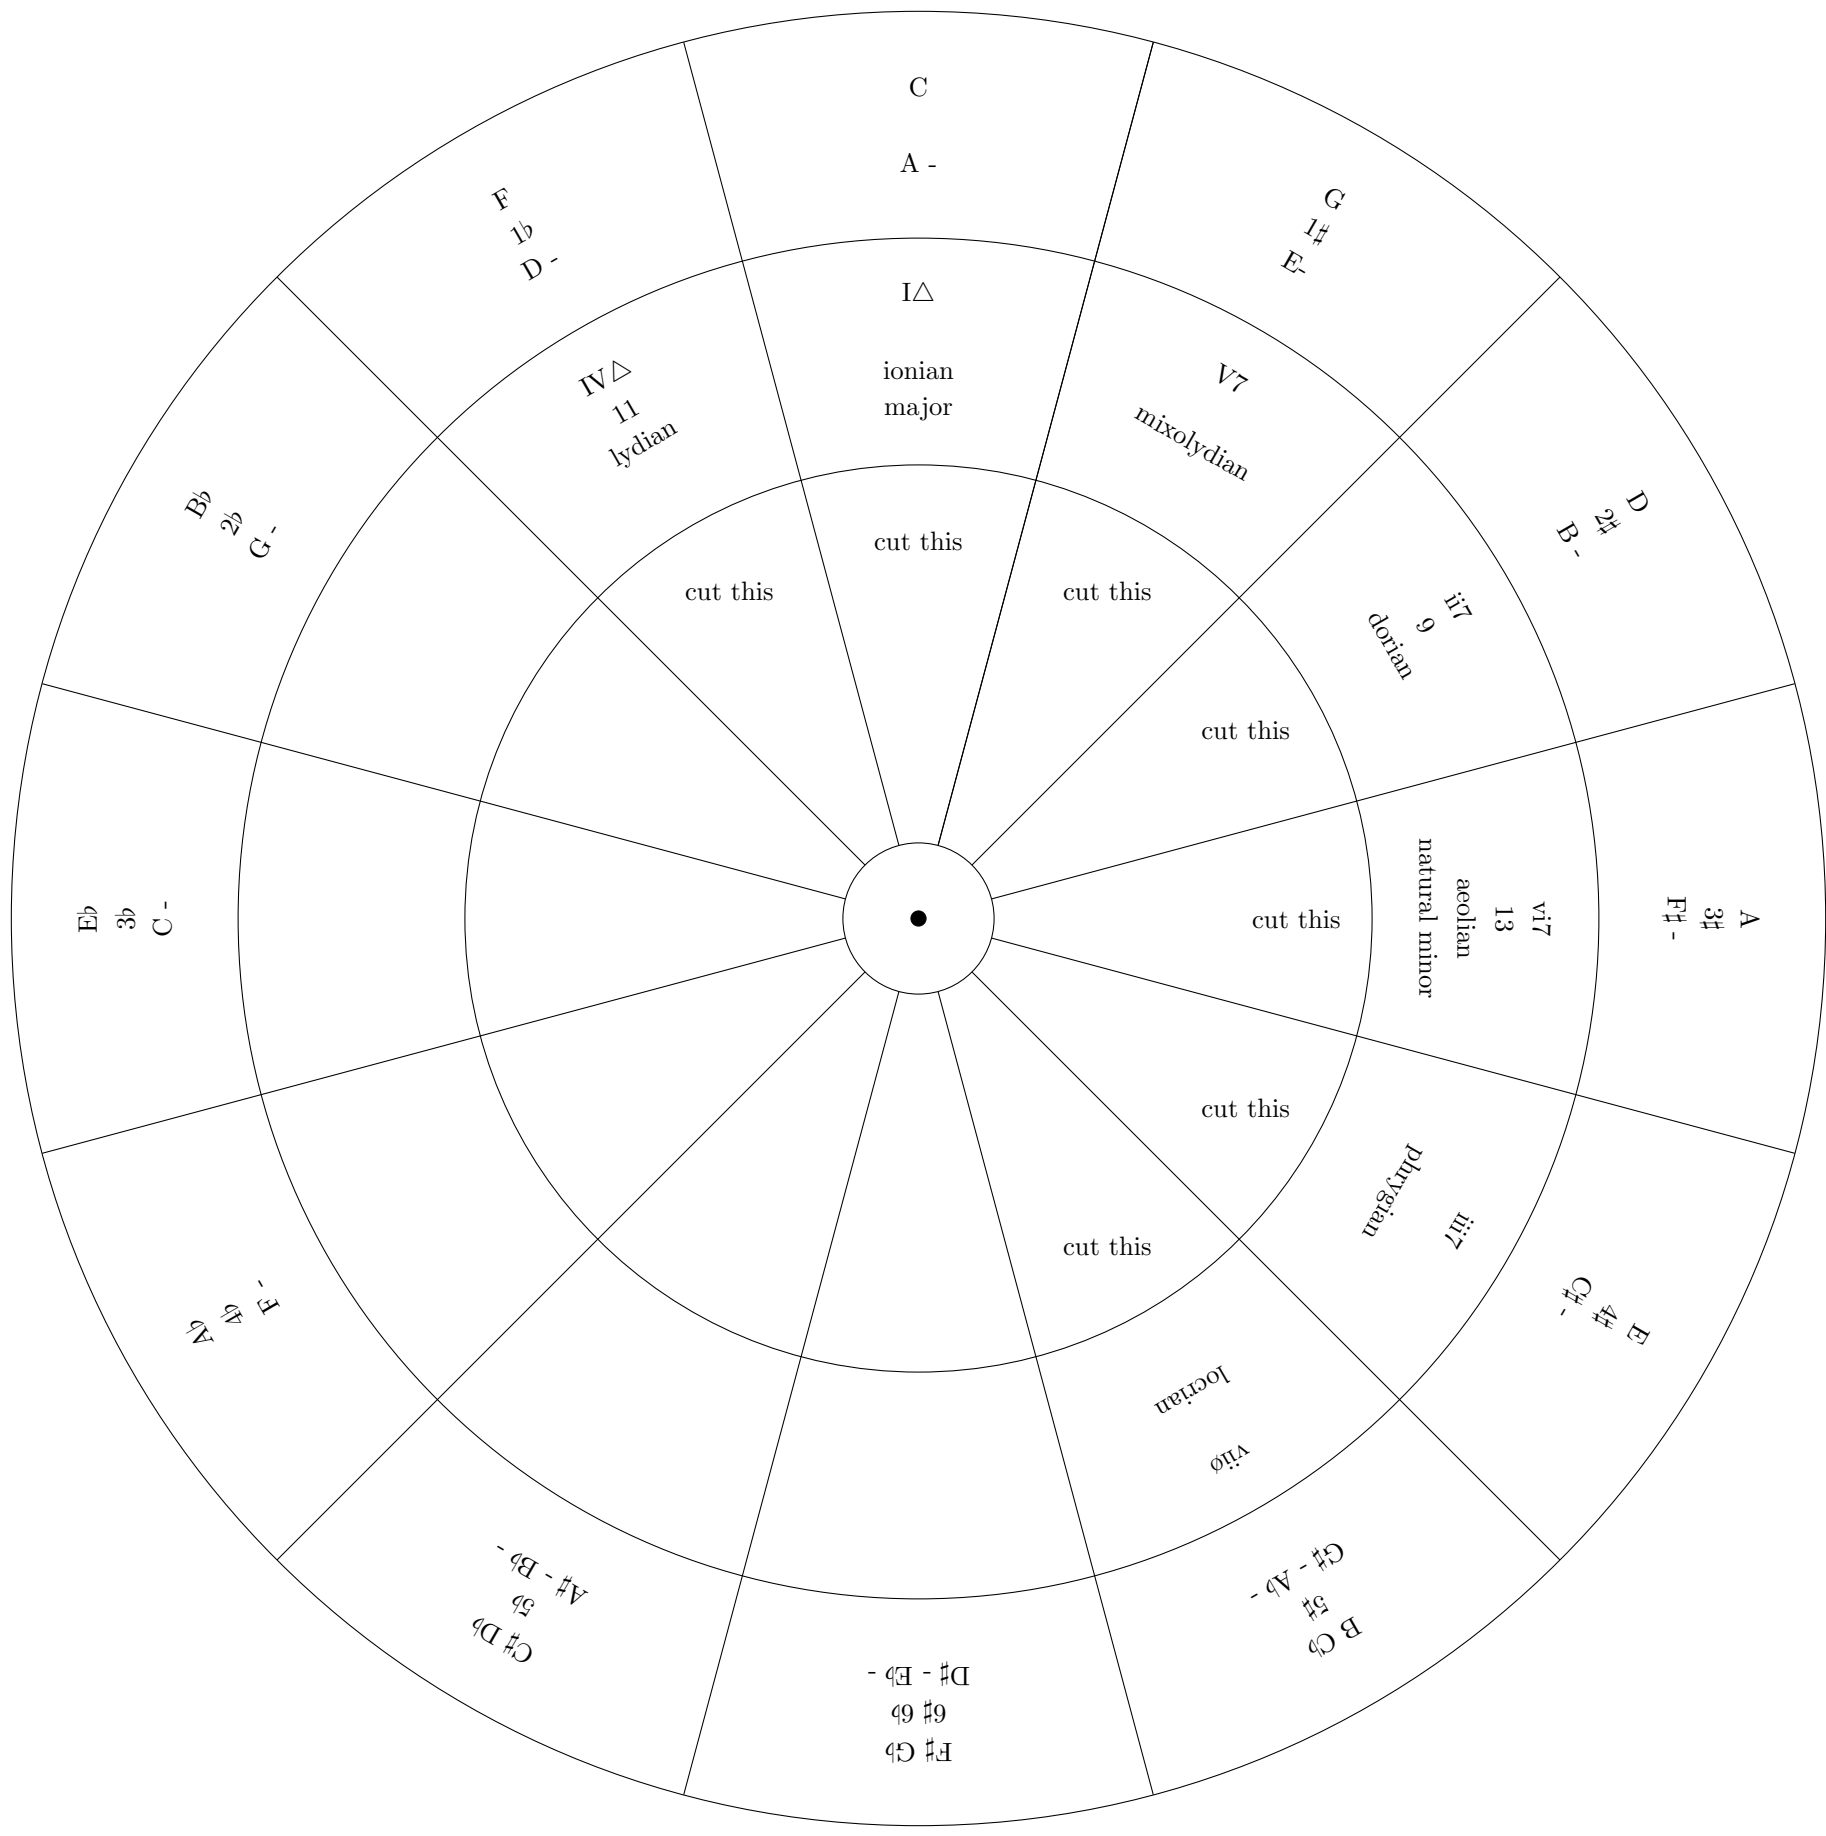 C
A -
G
1♯
E-
D
2♯
B -
A
3♯
F♯ -
E
4♯
C♯ -
B C♭
5♯
G♯ - A♭ -
F♯ G♭
6♯ 6♭
D♯ - E♭ -
C♯ D♭
5♭
A♯ - B♭ -
A♭
4♭
F -
E♭
3♭
C -
B♭
2♭
G -
F
1♭
D -
I△
ionian
major
V7
mixolydian
ii7
9
dorian
vi7
13
aeolian
natural minor
iii7
phrygian
viiø
locrian
IV△
11
lydian
cut this
cut this
cut this
cut this
cut this
cut this
cut this